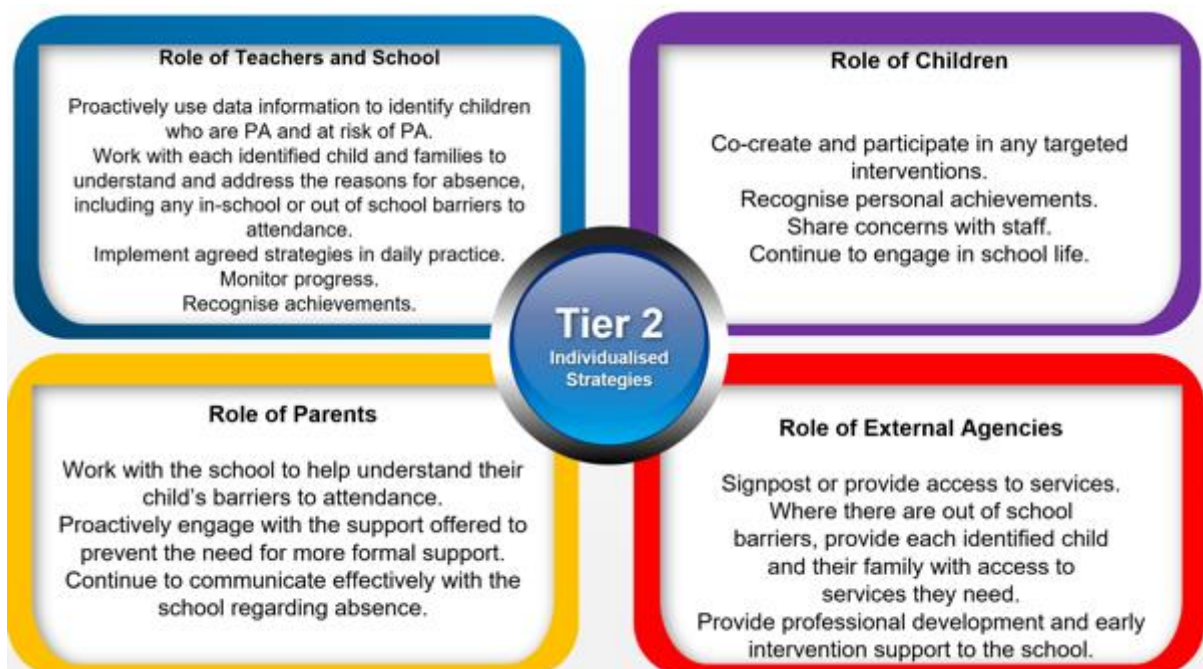 Role of Teachers and School
Proactively use data information to identify children
who are PA and at risk of PA.
Work with each identified child and families to
understand and address the reasons for absence,
including any in-school or out of school barriers to
attendance.
Implement agreed strategies in daily practice.
Monitor progress.
Recognise achievements.
Role of Children
Co-create and participate in any targeted
interventions.
Recognise personal achievements.
Share concerns with staff.
Continue to engage in school life.
Tier 2
Individualised
Strategies
Role of Parents
Work with the school to help understand their
child's barriers to attendance.
Proactively engage with the support offered to
prevent the need for more formal support.
Continue to communicate effectively with the
school regarding absence.
Role of External Agencies
Signpost or provide access to services.
Where there are out of school
barriers, provide each identified child
and their family with access to
services they need.
Provide professional development and early
intervention support to the school.